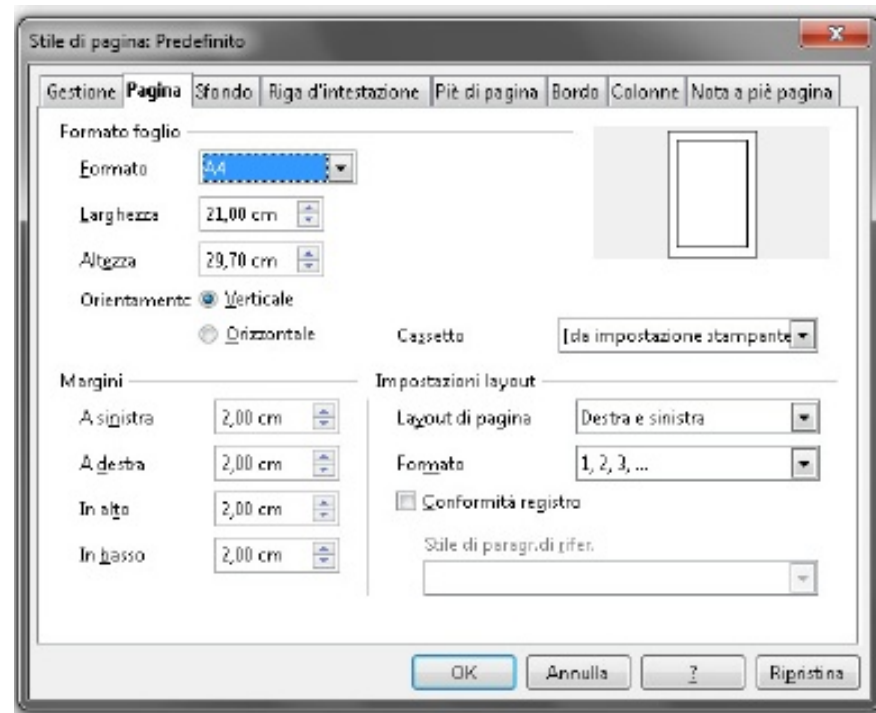 Stile di pagina: Predefinito
Gestione Pagina Sfondo Riga d'intestazione Piè di pagina Bordo Colonne Nota a piè pagina
Formato foglio
Formato A4
Larghezza 21,00 cm
Altezza 29,70 cm
Orientamento Verticale
Orizzontale Cassetto [da impostazione stampante
Margini Impostazioni layout
A sinistra 2,00 cm Layout di pagina Destra e sinistra
A destra 2,00 cm Formato 1, 2, 3, ...
In alto 2,00 cm Conformità registro
In basso 2,00 cm Stile di paragr.di rifer.
OK Annulla ? Ripristina